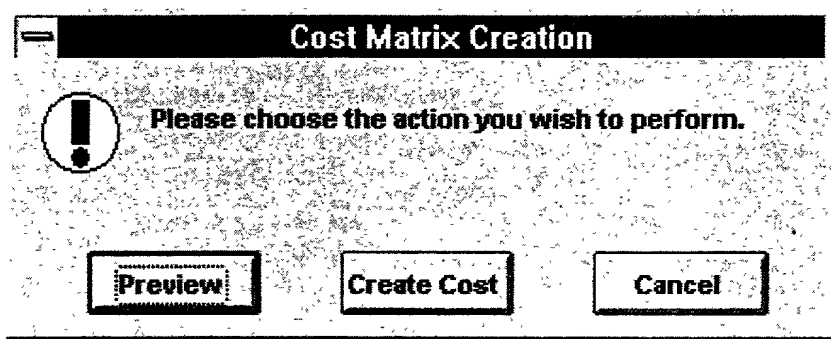 Cost Matrix Creation
Please choose the action you wish to perform.
Preview Create Cost Cancel